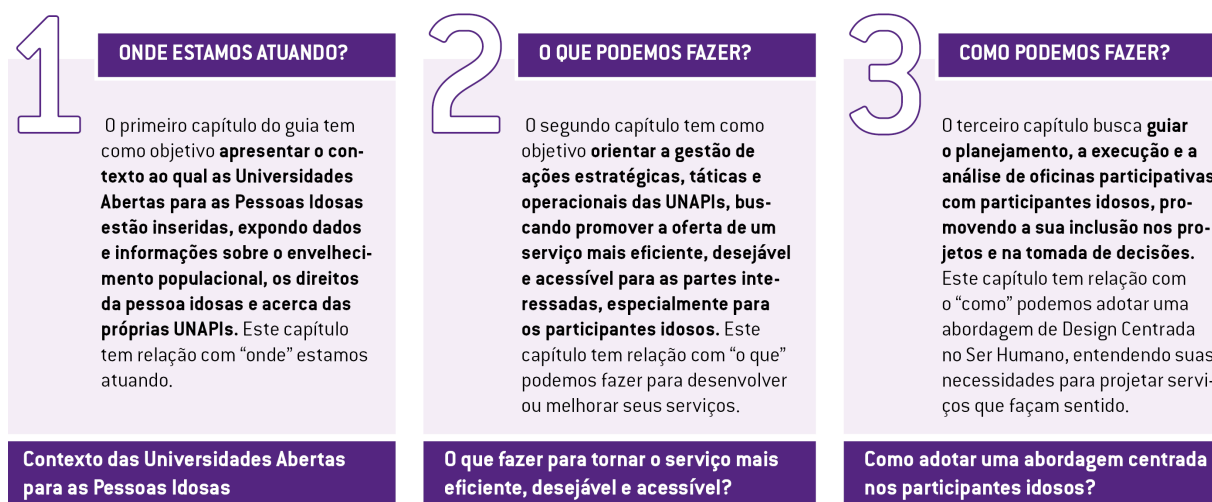 1
ONDE ESTAMOS ATUANDO?
O primeiro capítulo do guia tem
como objetivo apresentar o con-
texto ao qual as Universidades
Abertas para as Pessoas Idosas
estão inseridas, expondo dados
e informações sobre o envelheci-
mento populacional, os direitos
da pessoa idosas e acerca das
próprias UNAPIs. Este capítulo
tem relação com “onde” estamos
atuando.
Contexto das Universidades Abertas
para as Pessoas Idosas
2
O QUE PODEMOS FAZER?
O segundo capítulo tem como
objetivo orientar a gestão de
ações estratégicas, táticas e
operacionais das UNAPIs, bus-
cando promover a oferta de um
serviço mais eficiente, desejável
e acessível para as partes inte-
ressadas, especialmente para
os participantes idosos. Este
capítulo tem relação com “o que”
podemos fazer para desenvolver
ou melhorar seus serviços.
O que fazer para tornar o serviço mais
eficiente, desejável e acessível?
3
COMO PODEMOS FAZER?
O terceiro capítulo busca guiar
o planejamento, a execução e a
análise de oficinas participativas
com participantes idosos, pro-
movendo a sua inclusão nos pro-
jetos e na tomada de decisões.
Este capítulo tem relação com
o “como” podemos adotar uma
abordagem de Design Centrada
no Ser Humano, entendendo suas
necessidades para projetar servi-
ços que façam sentido.
Como adotar uma abordagem centrada
nos participantes idosos?